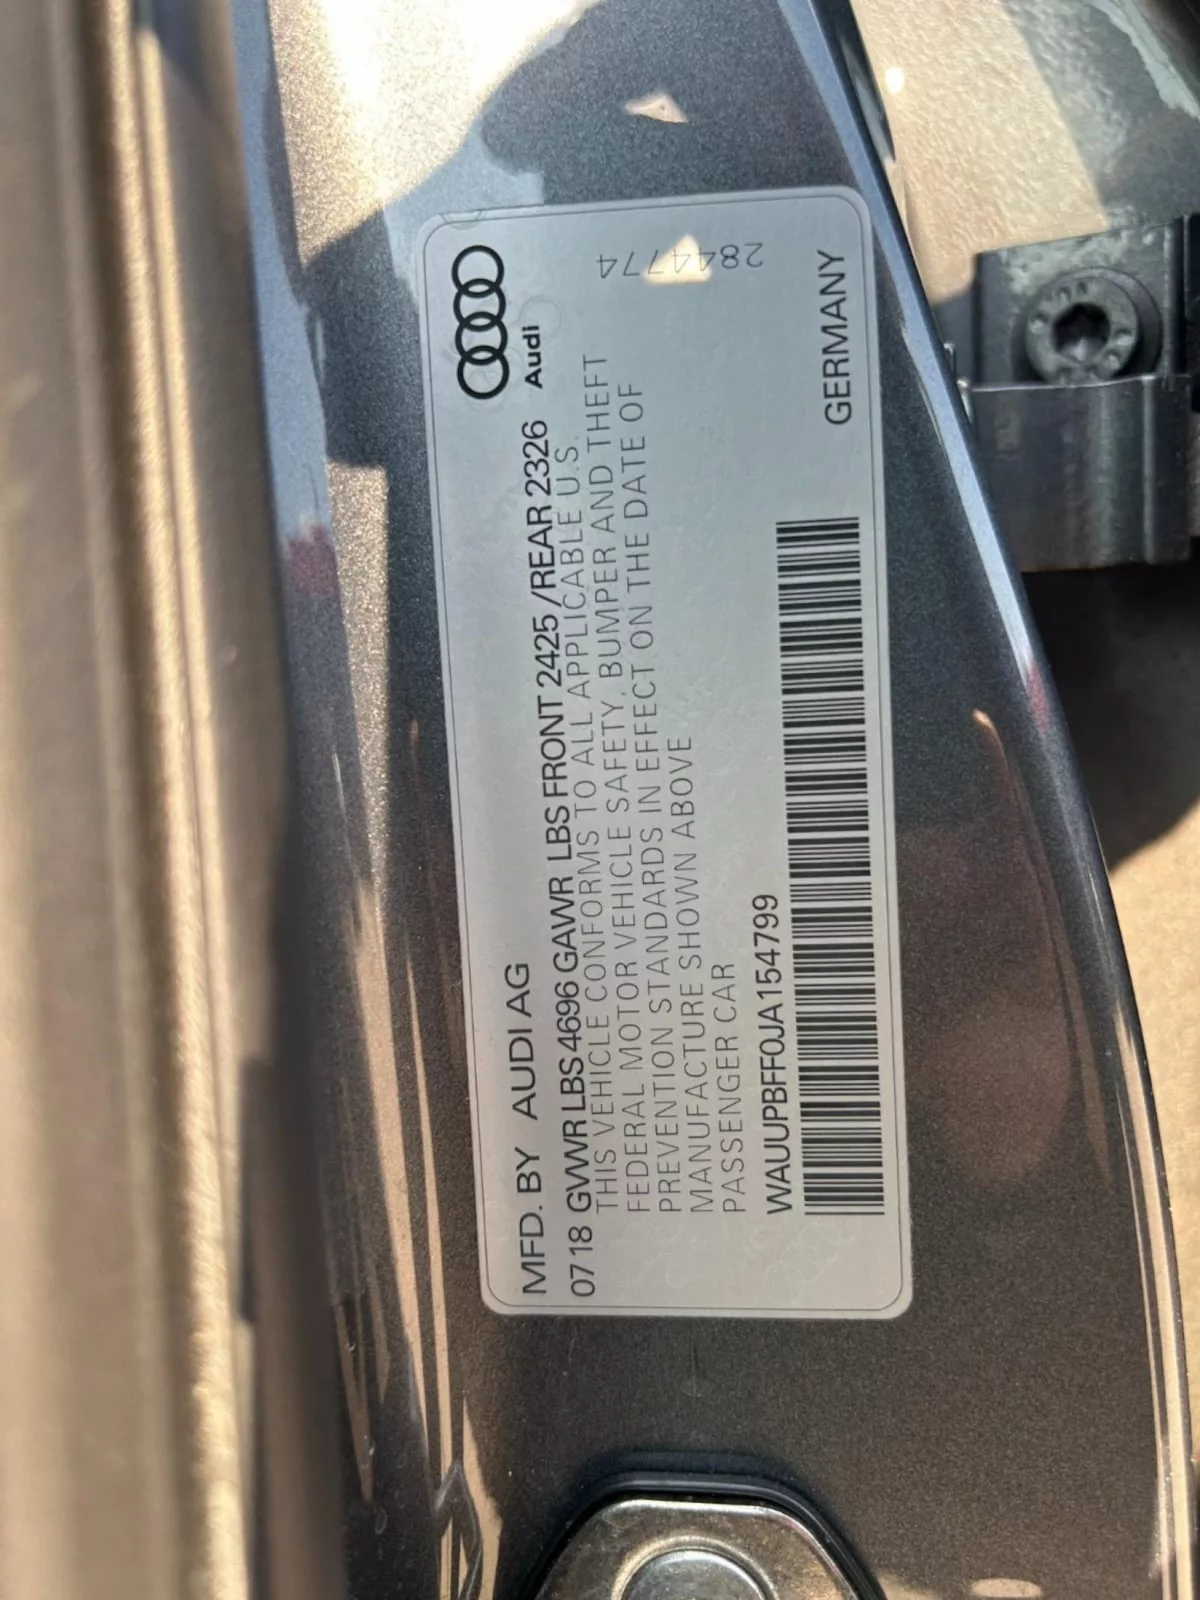 MFD. BY AUDI AG
Audi
0718 GVWR LBS 4696 GAWR LBS FRONT 2425 /REAR 2326
THIS VEHICLE CONFORMS TO ALL APPLICABLE U.S.
FEDERAL MOTOR VEHICLE SAFETY, BUMPER AND THEFT
PREVENTION STANDARDS IN EFFECT ON THE DATE OF
MANUFACTURE SHOWN ABOVE
PASSENGER CAR
2844774
WAUUPBFF0JA154799
GERMANY